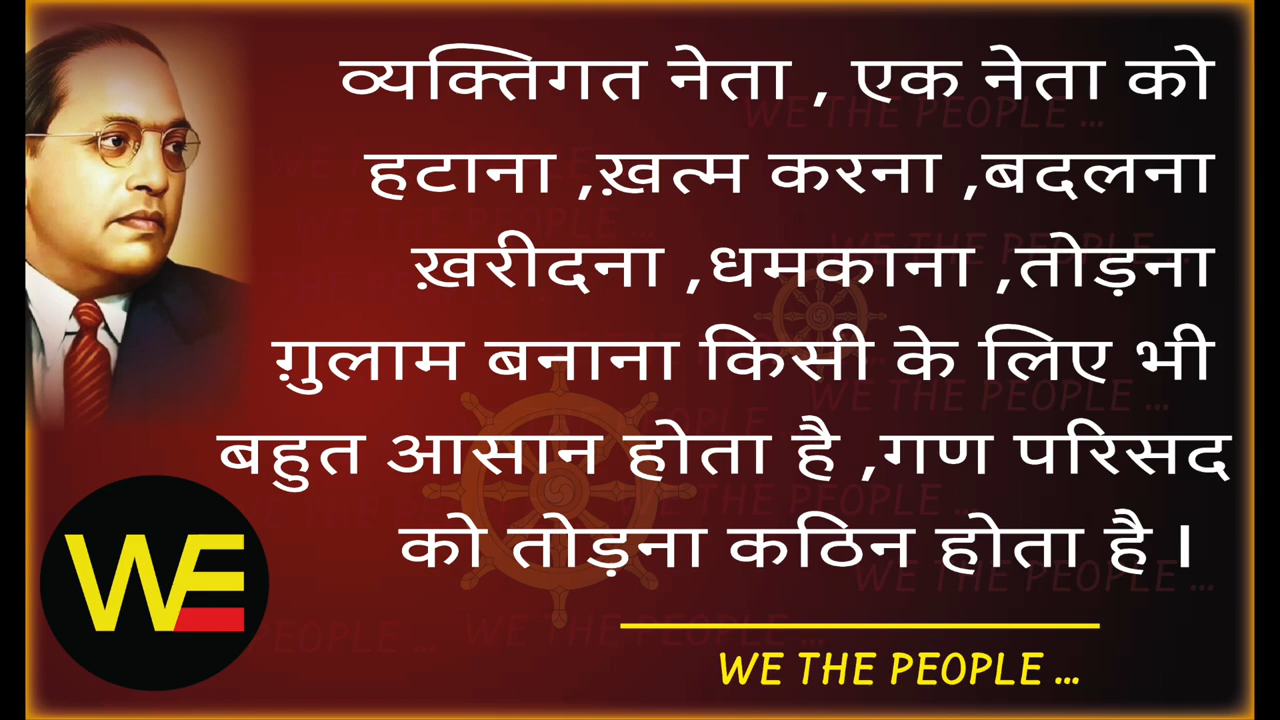 व्यक्तिगत नेता , एक नेता को
हटाना ,ख़त्म करना ,बदलना
ख़रीदना ,धमकाना ,तोड़ना
ग़ुलाम बनाना किसी के लिए भी
बहुत आसान होता है ,गण परिसद
को तोड़ना कठिन होता है ।
WE
WE THE PEOPLE ...